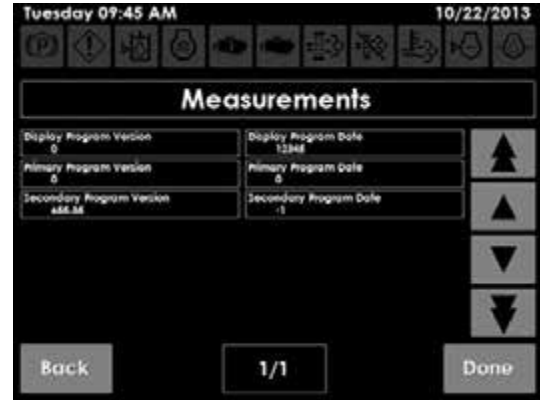 Tuesday 09:45 AM 10/22/2013
(P)
Measurements
Display Program Version Display Program Date
0 12345
Primary Program Version Primary Program Date
0 0
Secondary Program Version Secondary Program Date
-1
Back 1/1 Done